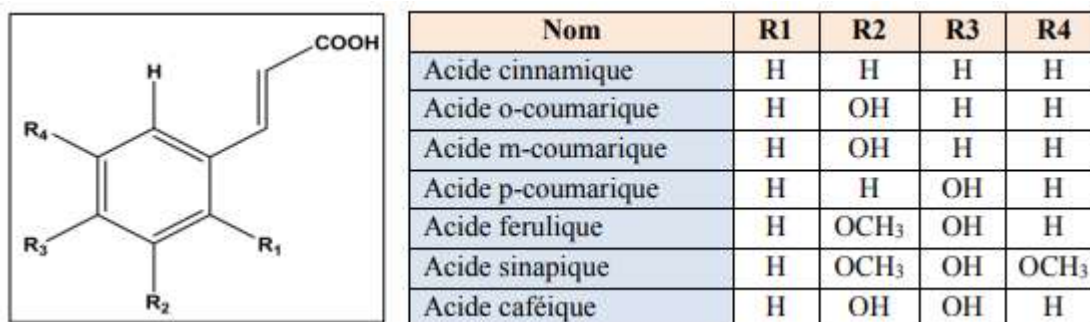 COOH
H
R4
R3
R1
R2
Nom R1 R2 R3 R4
Acide cinnamique H H H H
Acide o-coumarique H OH H H
Acide m-coumarique H OH H H
Acide p-coumarique H H OH H
Acide ferulique H OCH3 OH H
Acide sinapique H OCH3 OH OCH3
Acide caféique H OH OH H